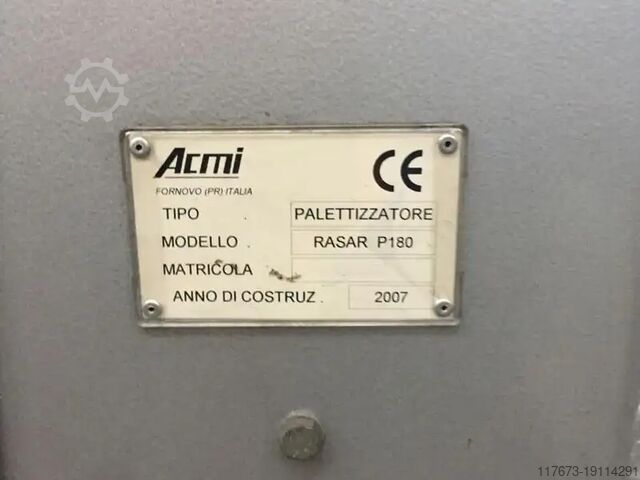 Acmi
CE
FORNOVO (PR) ITALIA
TIPO . PALETTIZZATORE
MODELLO . RASAR P180
MATRICOLA
ANNO DI COSTRUZ . 2007
117673-19114291